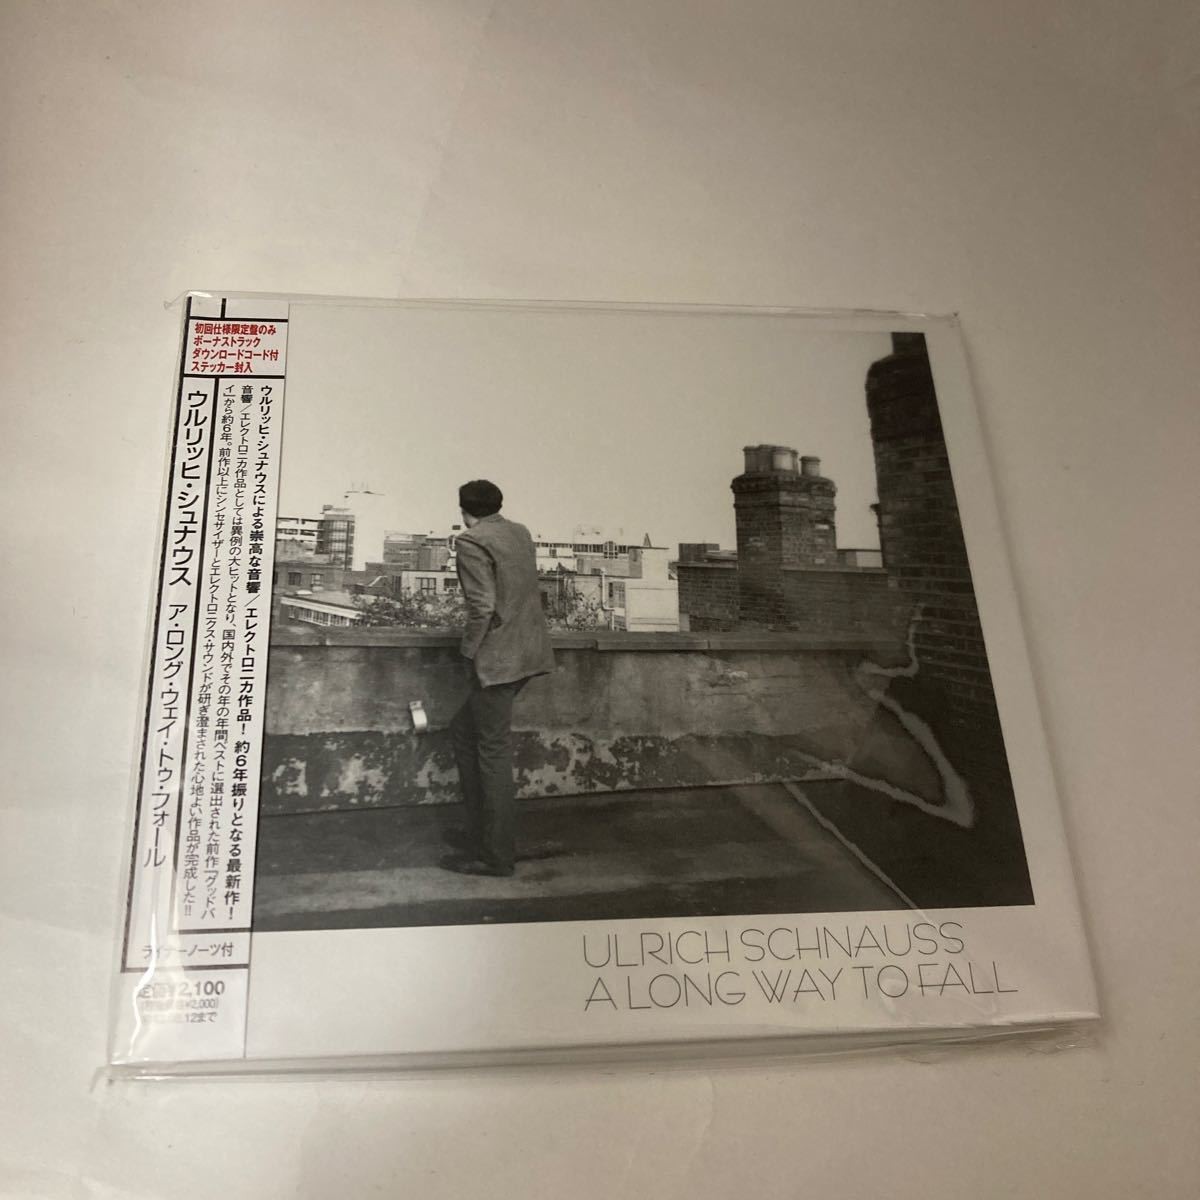 初回仕様限定盤のみ
ボーナストラック
ダウンロードコード付
ステッカー封入
ウルリッヒ・シュナウス ア・ロング・ウェイ・トゥ・フォール
ウルリッヒ・シュナウスによる崇高な音響／エレクトロニカ作品！ 約6年振りとなる最新作！
音響／エレクトロニカ作品としては異例の大ヒットとなり、国内外でその年の年間ベストに選出された前作『グッドバ
イ』から約6年。前作以上にシンセサイザーとエレクトロニクス・サウンドが研ぎ澄まされた心地よい作品が完成した!!
ライナーノーツ付
定価¥2,100
¥2,000)
.12まで
ULRICH SCHNAUSS
A LONG WAY TO FALL